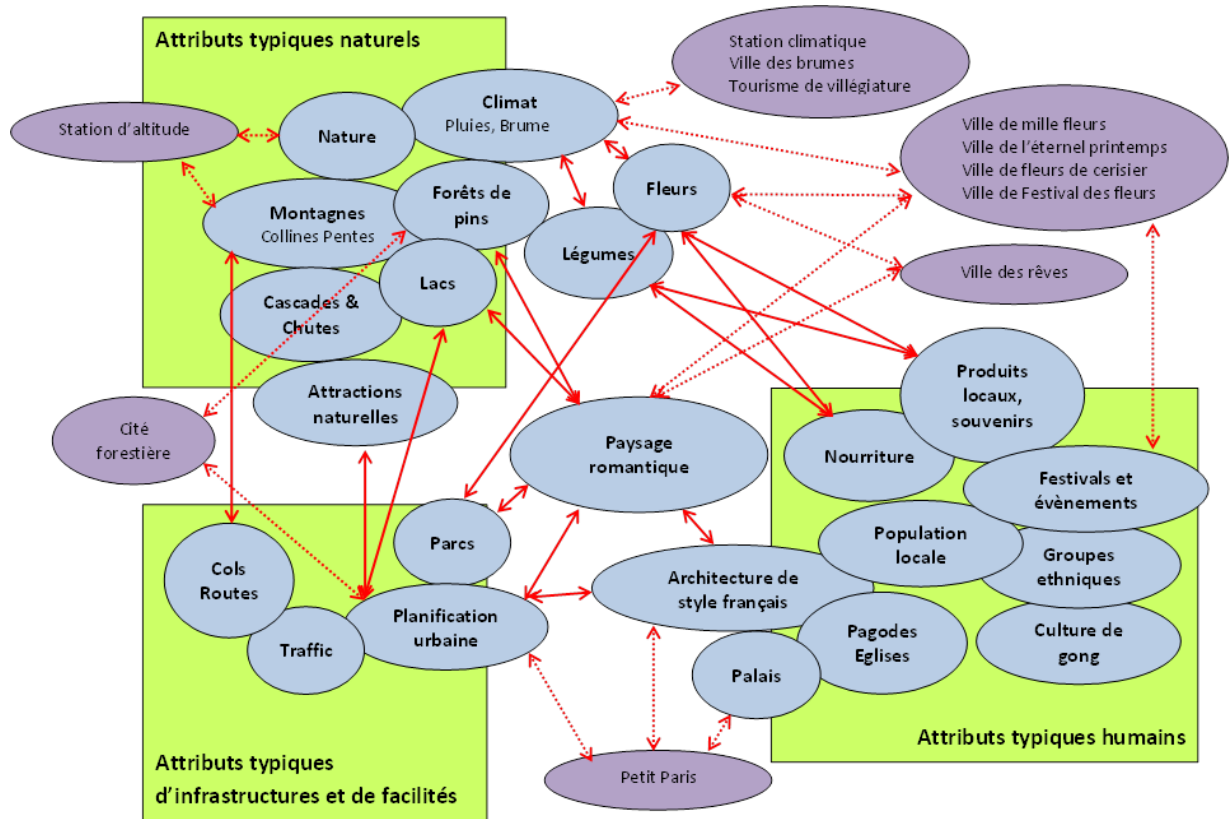 Attributs typiques naturels
Station climatique
Ville des brumes
Tourisme de villégiature
Climat
Pluies, Brume
Station d'altitude
Nature
Ville de mille fleurs
Ville de l'éternel printemps
Ville de fleurs de cerisier
Ville de Festival des fleurs
Fleurs
Forêts de
pins
Montagnes
Collines Pentes
Légumes
Ville des rêves
Lacs
Cascades &
Chutes
Attractions
naturelles
Produits
locaux,
souvenirs
Cité
forestière
Paysage
romantique
Nourriture
Festivals et
évènements
Parcs
Population
locale
Groupes
ethniques
Cols
Routes
Architecture de
style français
Planification
urbaine
Traffic
Pagodes
Eglises
Culture de
gong
Palais
Attributs typiques humains
Attributs typiques
d'infrastructures et de facilités
Petit Paris